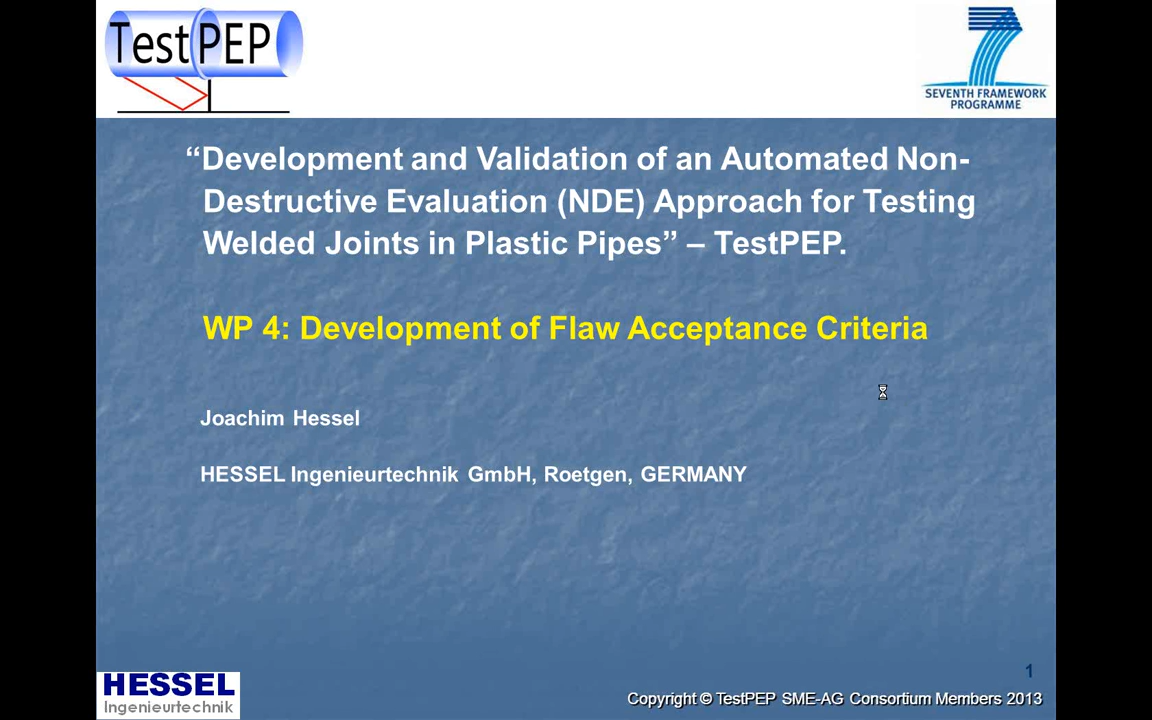 TestPEP
7
SEVENTH FRAMEWORK
PROGRAMME
“Development and Validation of an Automated Non-
Destructive Evaluation (NDE) Approach for Testing
Welded Joints in Plastic Pipes” – TestPEP.
WP 4: Development of Flaw Acceptance Criteria
Joachim Hessel
HESSEL Ingenieurtechnik GmbH, Roetgen, GERMANY
1
HESSEL
Ingenieurtechnik
Copyright © TestPEP SME-AG Consortium Members 2013